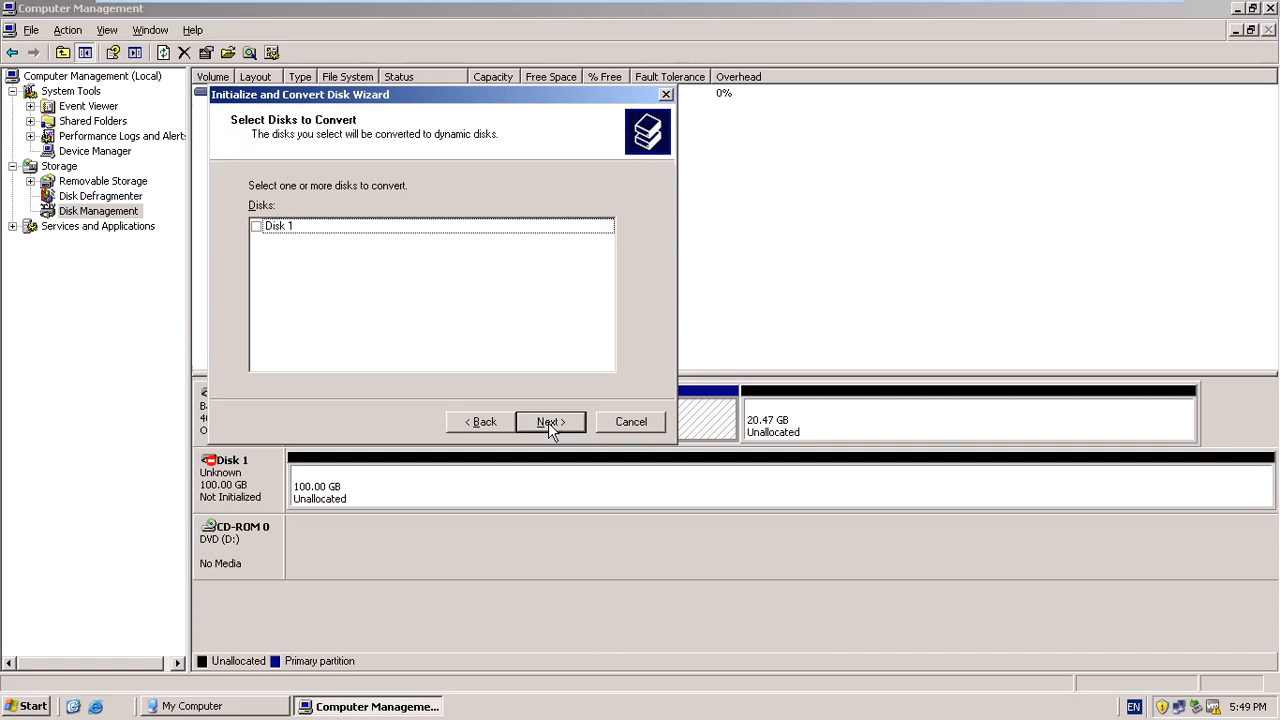 Computer Management
File Action View Window Help
Computer Management (Local)
System Tools
Event Viewer
Shared Folders
Performance Logs and Alerts
Device Manager
Storage
Removable Storage
Disk Defragmenter
Disk Management
Services and Applications
Volume Layout Type File System Status Capacity Free Space % Free Fault Tolerance Overhead
0%
Initialize and Convert Disk Wizard
Select Disks to Convert
The disks you select will be converted to dynamic disks.
Select one or more disks to convert.
Disks:
Disk 1
< Back Next > Cancel
20.47 GB
Unallocated
Disk 1
Unknown
100.00 GB
Not Initialized
100.00 GB
Unallocated
CD-ROM 0
DVD (D:)
No Media
Unallocated Primary partition
Start My Computer Computer Manageme... EN 5:49 PM